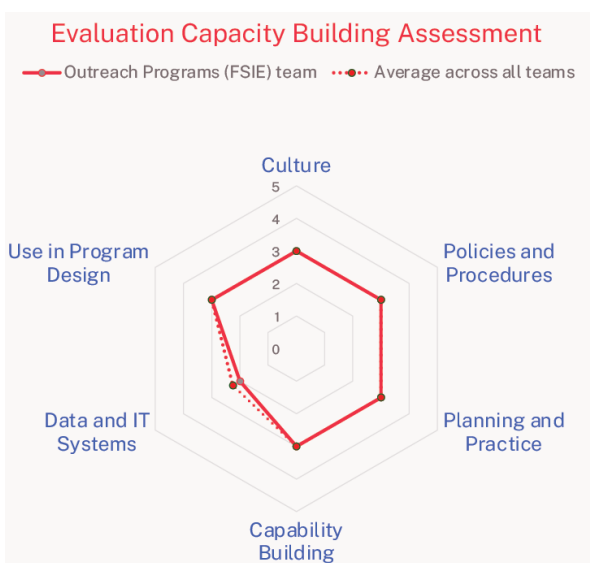 Evaluation Capacity Building Assessment
Outreach Programs (FSIE) team
Average across all teams
Culture
5
4
3
2
1
0
Use in Program
Design
Policies and
Procedures
Data and IT
Systems
Planning and
Practice
Capability
Building